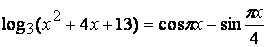 log₃(x² + 4x + 13) = cosπx − sin πx/4